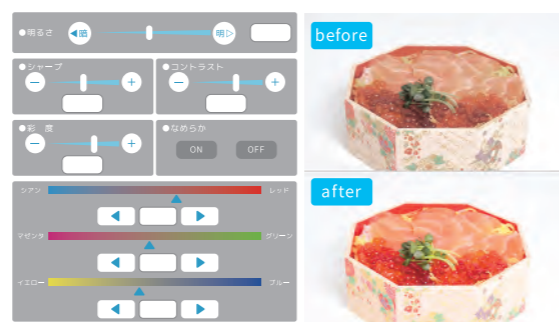 ●明るさ
◀暗
明▷
●シャープ
●コントラスト
●彩 度
●なめらか
ON
OFF
シアン
レッド
マゼンタ
グリーン
イエロー
ブルー
before
after